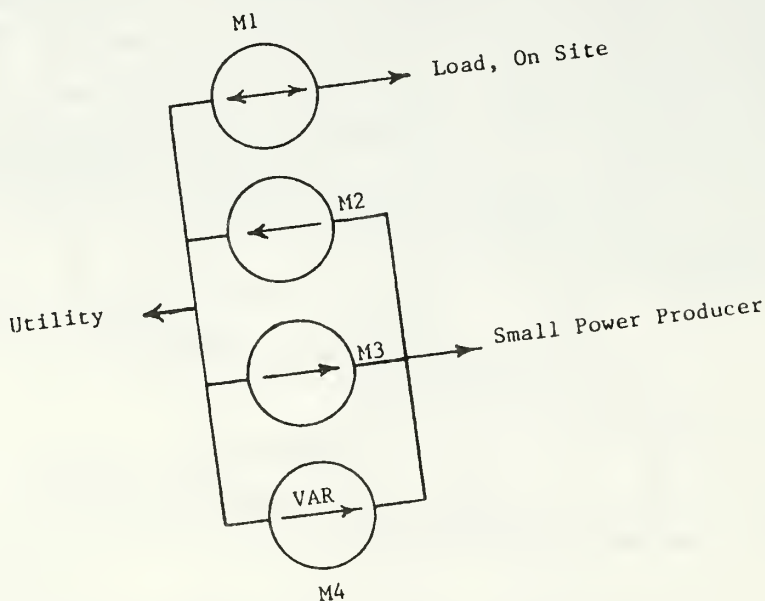 M1
Load, On Site
M2
Utility
M3
Small Power Producer
VAR
M4